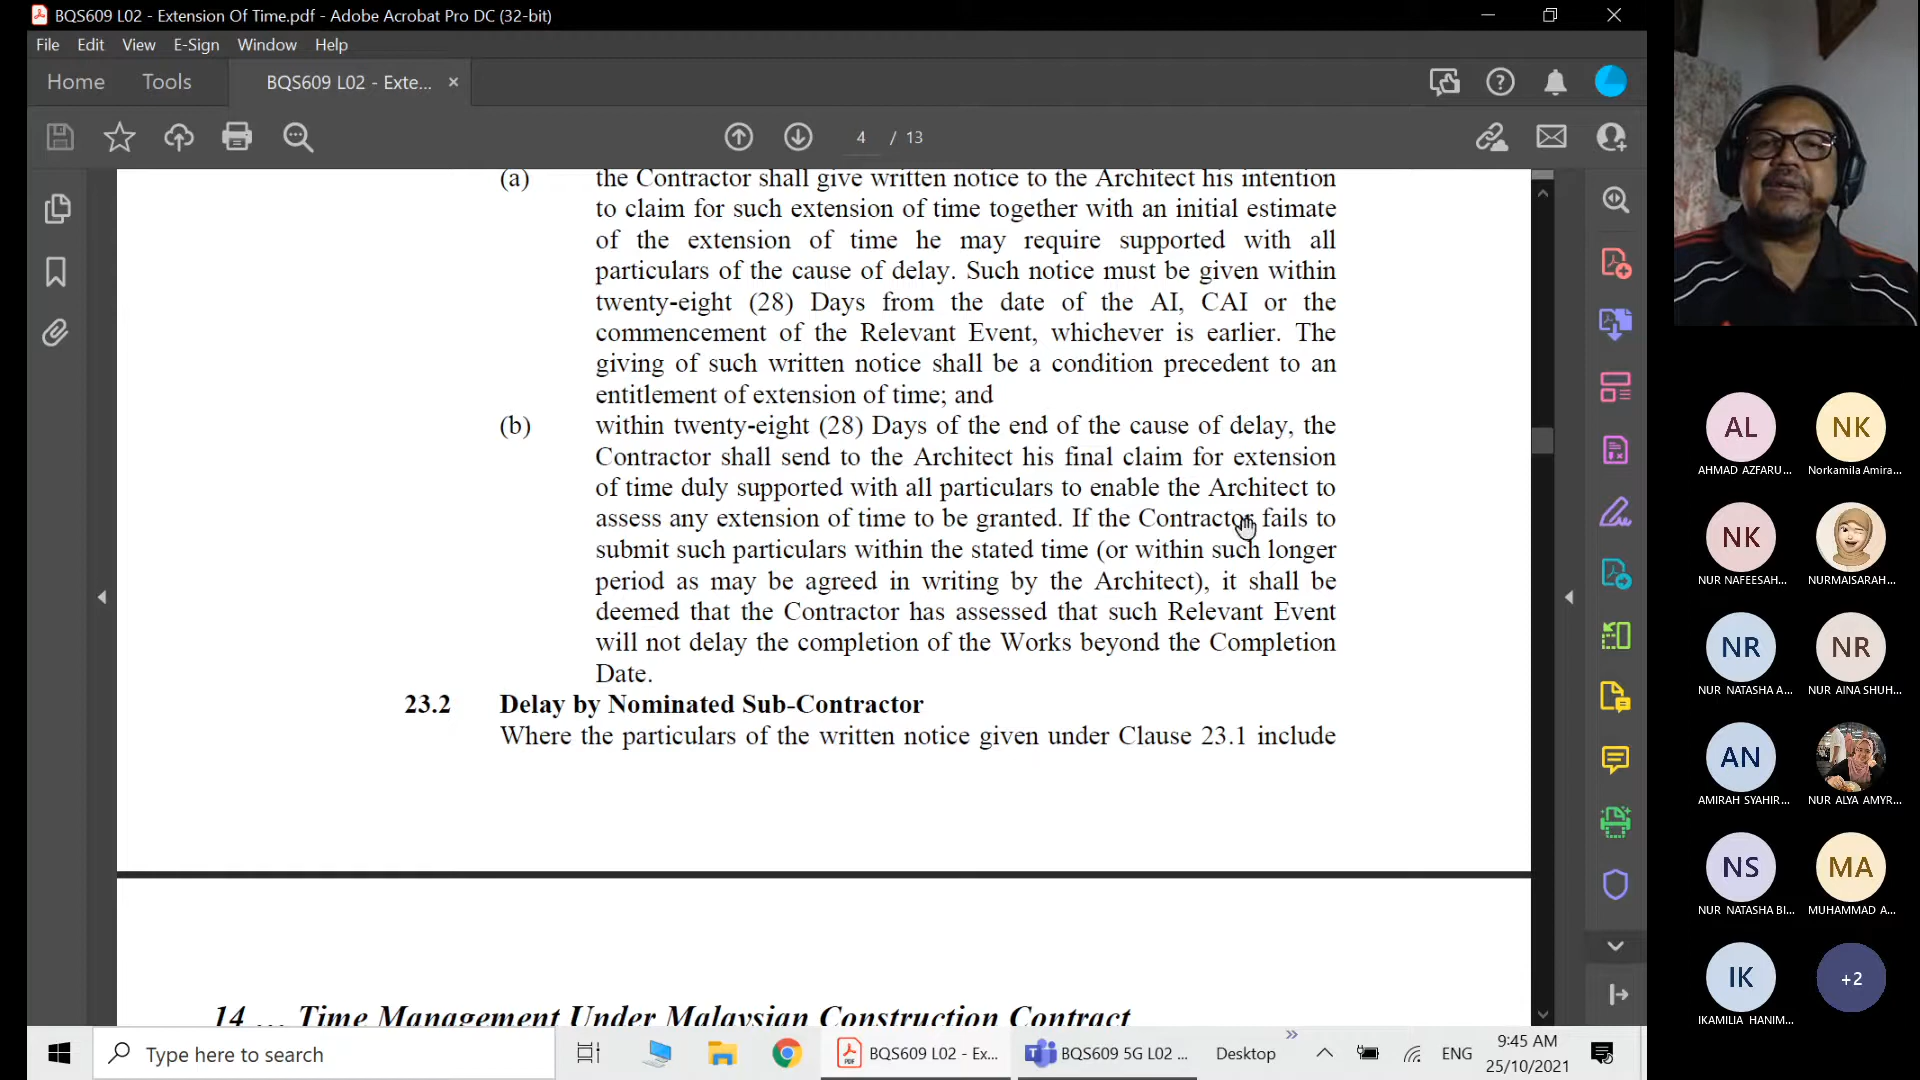 BQS609 L02 - Extension Of Time.pdf - Adobe Acrobat Pro DC (32-bit)
File Edit View E-Sign Window Help
Home Tools BQS609 L02 - Exte... ×
4 / 13
(a) the Contractor shall give written notice to the Architect his intention
to claim for such extension of time together with an initial estimate
of the extension of time he may require supported with all
particulars of the cause of delay. Such notice must be given within
twenty-eight (28) Days from the date of the AI, CAI or the
commencement of the Relevant Event, whichever is earlier. The
giving of such written notice shall be a condition precedent to an
entitlement of extension of time; and
(b) within twenty-eight (28) Days of the end of the cause of delay, the
Contractor shall send to the Architect his final claim for extension
of time duly supported with all particulars to enable the Architect to
assess any extension of time to be granted. If the Contractor fails to
submit such particulars within the stated time (or within such longer
period as may be agreed in writing by the Architect), it shall be
deemed that the Contractor has assessed that such Relevant Event
will not delay the completion of the Works beyond the Completion
Date.
23.2 Delay by Nominated Sub-Contractor
Where the particulars of the written notice given under Clause 23.1 include
14 ... Time Management Under Malaysian Construction Contract
AL NK
AHMAD AZFARU... Norkamila Amira...
NK
NUR NAFEESAH... NURMAISARAH...
NR NR
NUR NATASHA A... NUR AINA SHUH...
AN
AMIRAH SYAHIR... NUR ALYA AMYR...
NS MA
NUR NATASHA BI... MUHAMMAD A...
IK +2
IKAMILIA HANIM...
Type here to search
BQS609 L02 - Ex...
BQS609 5G L02 ...
Desktop
ENG
9:45 AM
25/10/2021